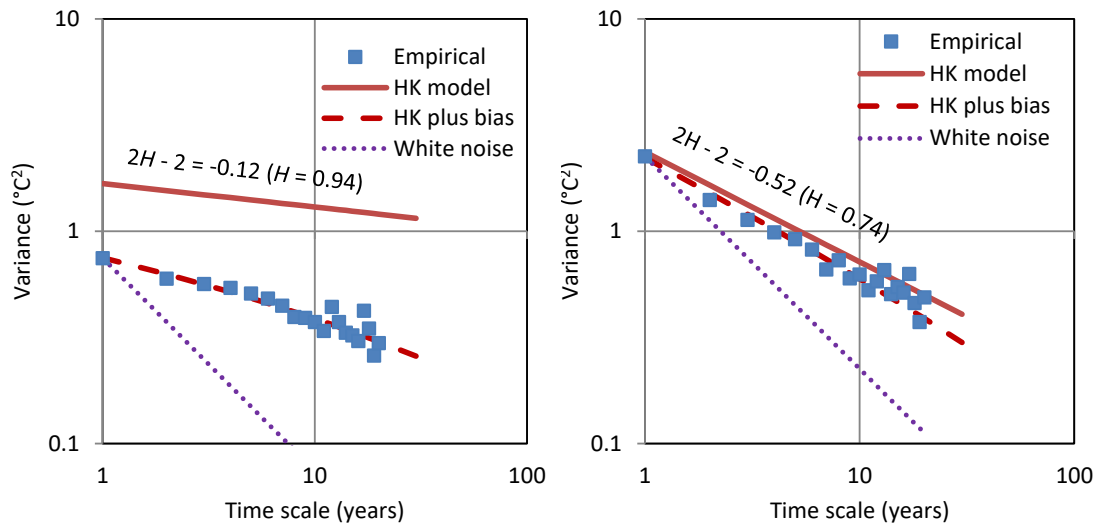 10
Empirical
HK model
HK plus bias
White noise
2H - 2 = -0.12 (H = 0.94)
1
0.1
1
10
100
Variance (°C²)
Time scale (years)
10
Empirical
HK model
HK plus bias
White noise
2H - 2 = -0.52 (H = 0.74)
1
0.1
1
10
100
Variance (°C²)
Time scale (years)